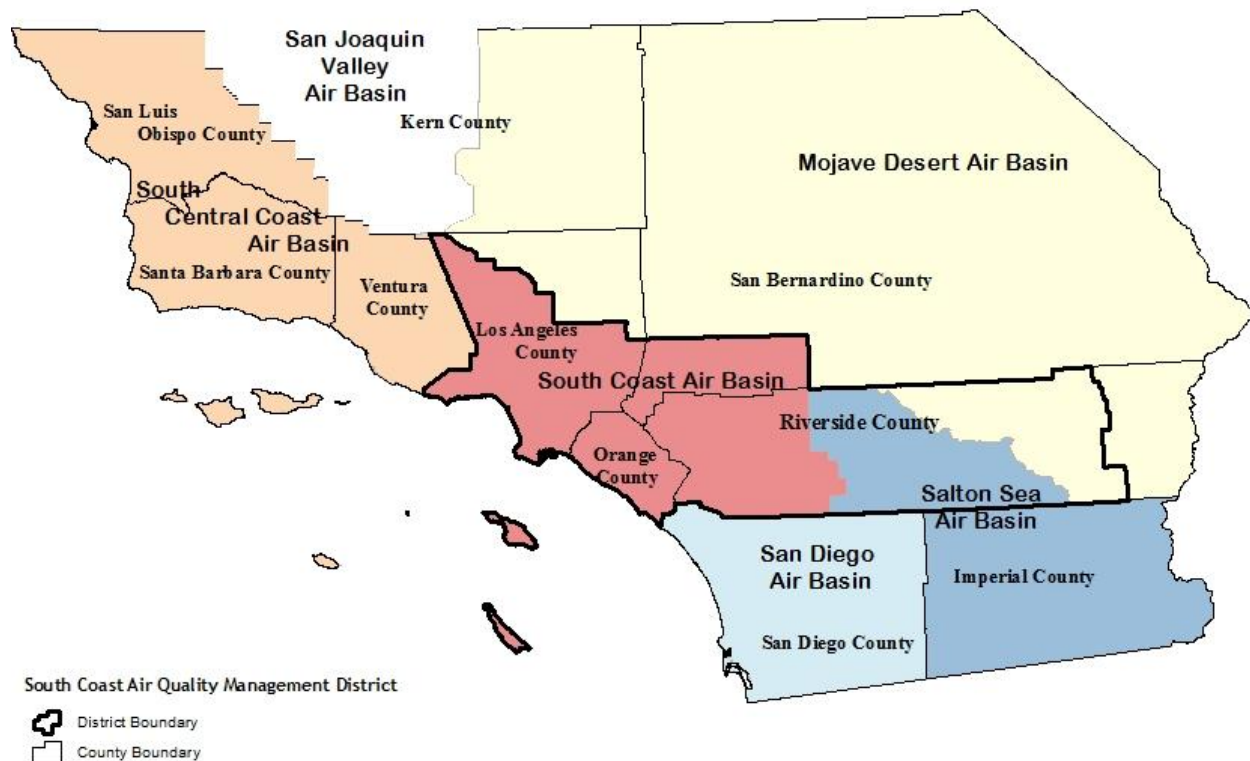 San Joaquin
Valley
Air Basin
Kern County
San Luis
Obispo County
Mojave Desert Air Basin
South
Central Coast
Air Basin
Santa Barbara County
Ventura
County
San Bernardino County
Los Angeles
County
South Coast Air Basin
Riverside County
Orange
County
Salton Sea
Air Basin
San Diego
Air Basin
Imperial County
San Diego County
South Coast Air Quality Management District
District Boundary
County Boundary